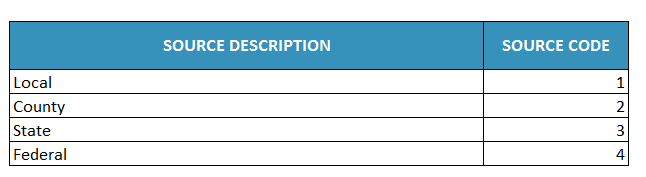 SOURCE DESCRIPTION SOURCE CODE
Local 1
County 2
State 3
Federal 4